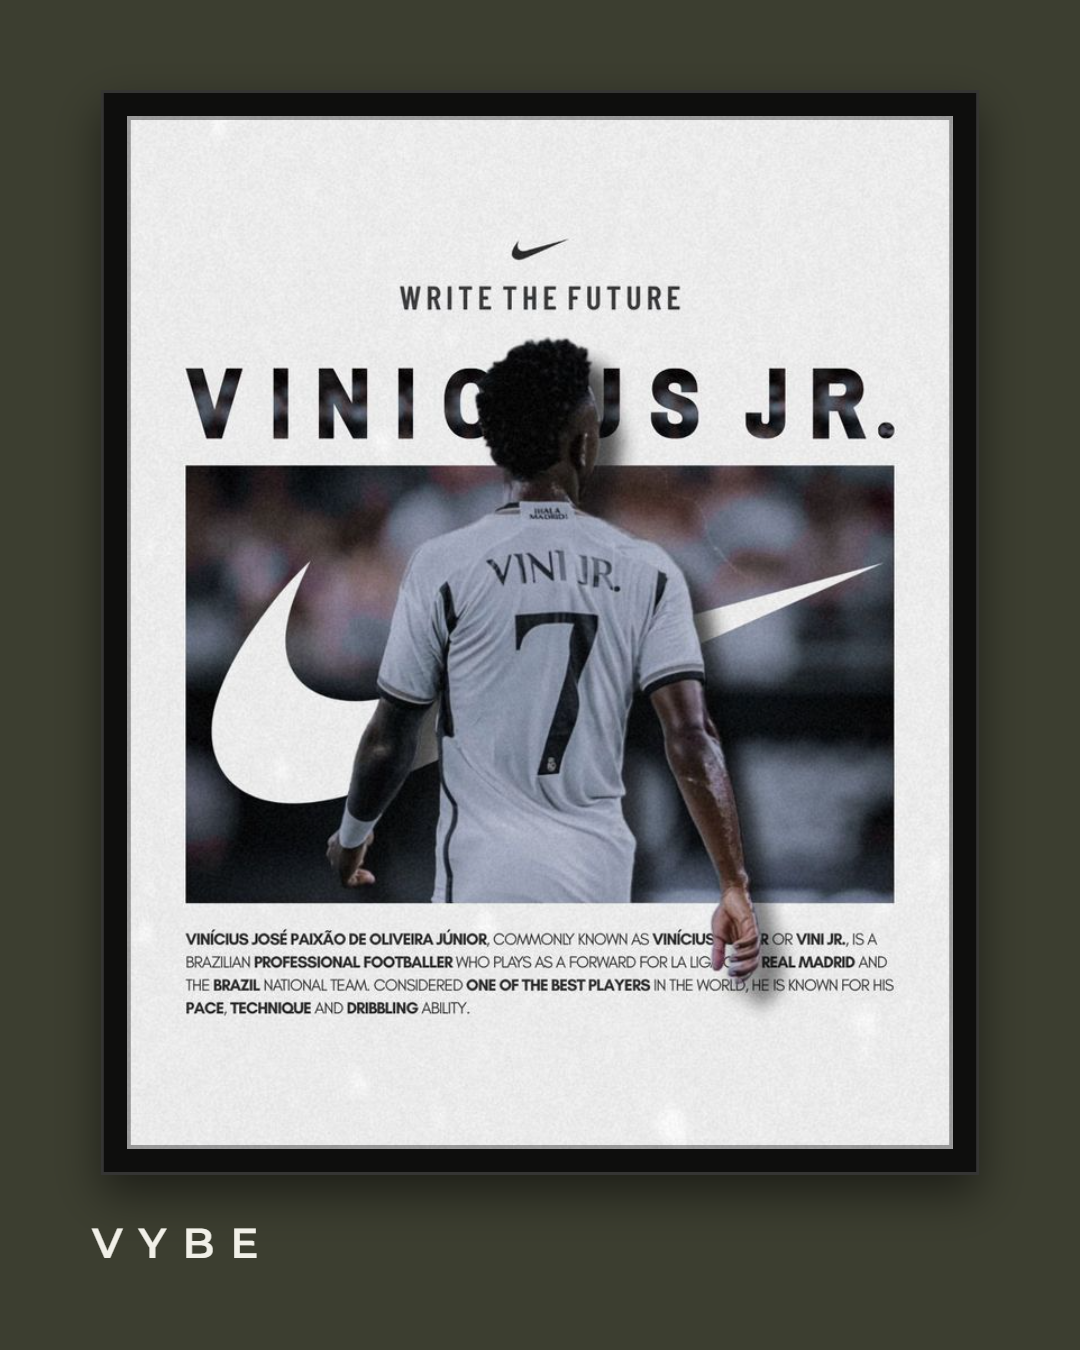 WRITE THE FUTURE
VINIC US JR.
HALA
MADRID
VINI JR.
7
VINÍCIUS JOSÉ PAIXÃO DE OLIVEIRA JÚNIOR, COMMONLY KNOWN AS VINÍCIUS R OR VINI JR., IS A
BRAZILIAN PROFESSIONAL FOOTBALLER WHO PLAYS AS A FORWARD FOR LA LIG REAL MADRID AND
THE BRAZIL NATIONAL TEAM. CONSIDERED ONE OF THE BEST PLAYERS IN THE WORLD, HE IS KNOWN FOR HIS
PACE, TECHNIQUE AND DRIBBLING ABILITY.
VYBE